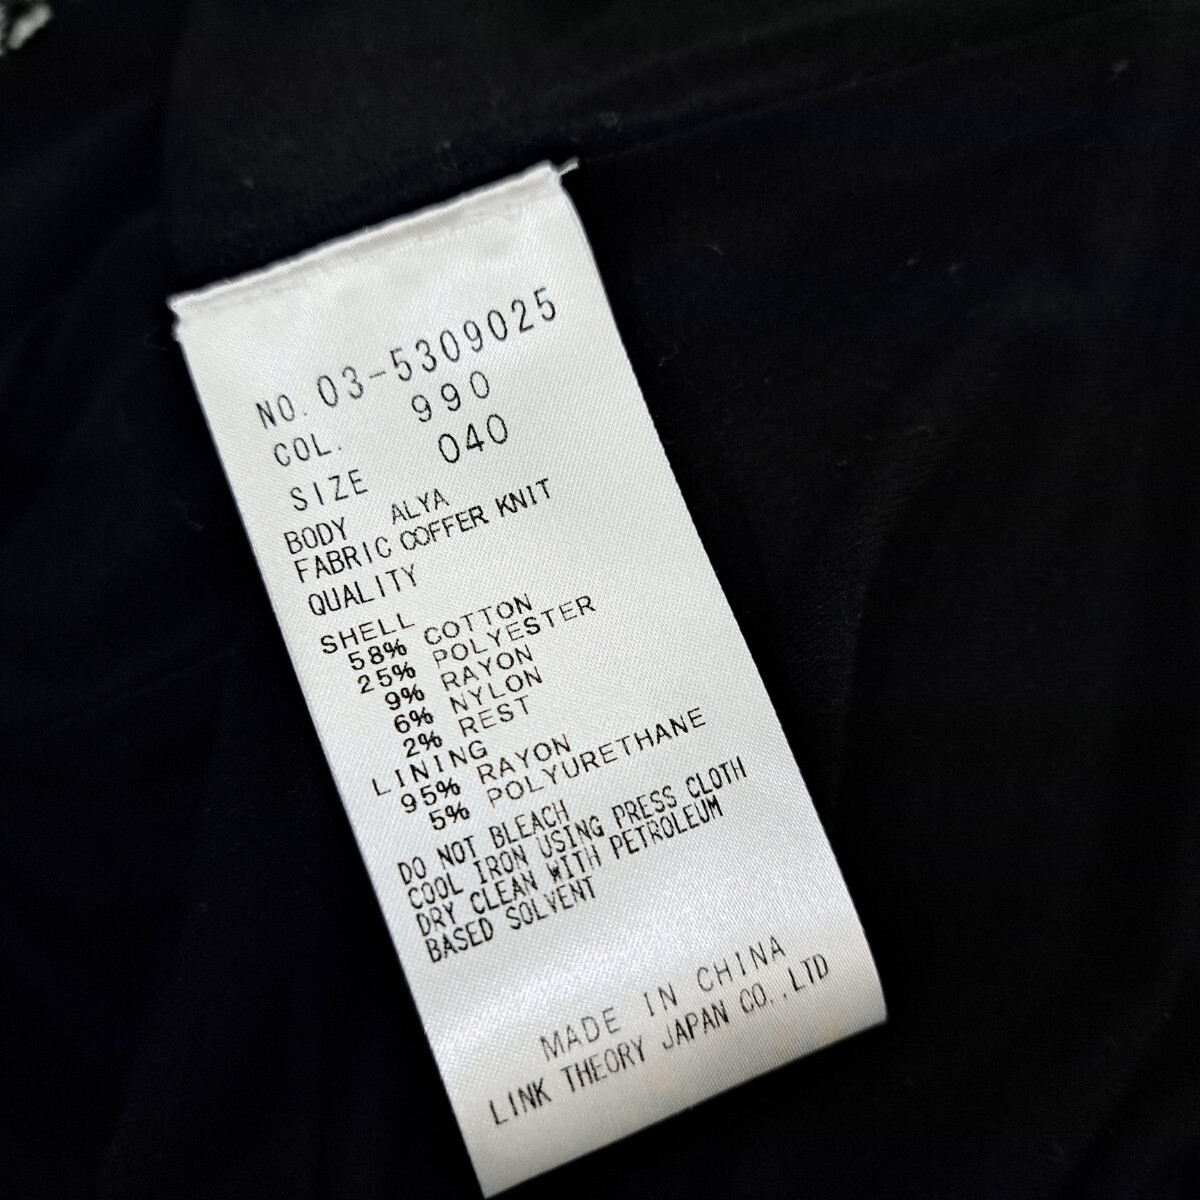 NO. 03-5309025
COL. 990
SIZE 040
BODY ALYA
FABRIC COFFER KNIT
QUALITY
SHELL
58% COTTON
25% POLYESTER
9% RAYON
6% NYLON
2% REST
LINING
95% RAYON
5% POLYURETHANE
DO NOT BLEACH
COOL IRON USING PRESS CLOTH
DRY CLEAN WITH PETROLEUM
BASED SOLVENT
MADE IN CHINA
LINK THEORY JAPAN CO.,LTD